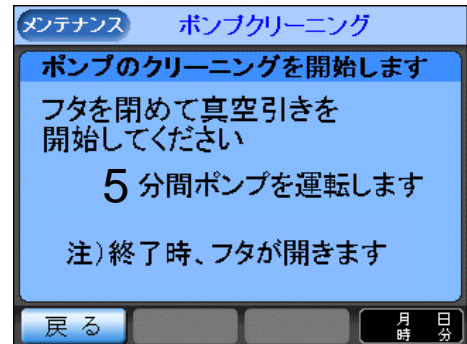 メンテナンス ポンプクリーニング
ポンプのクリーニングを開始します
フタを閉めて真空引きを
開始してください
5 分間ポンプを運転します
注）終了時、フタが開きます
戻る 月 日
時 分